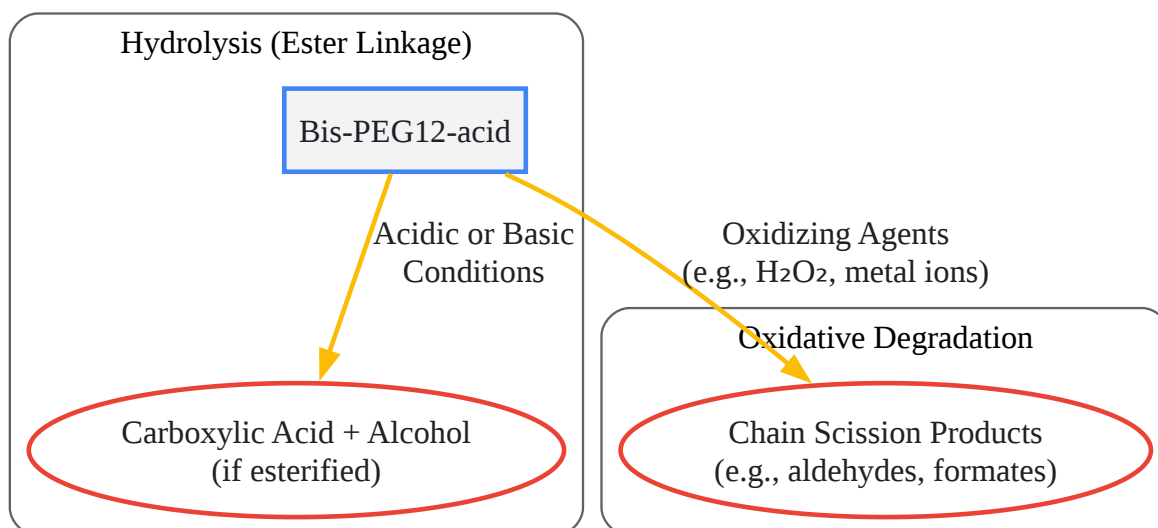 Hydrolysis (Ester Linkage)
Bis-PEG12-acid
Acidic or Basic
Conditions
Oxidizing Agents
(e.g., H₂O₂, metal ions)
Oxidative Degradation
Carboxylic Acid + Alcohol
(if esterified)
Chain Scission Products
(e.g., aldehydes, formates)